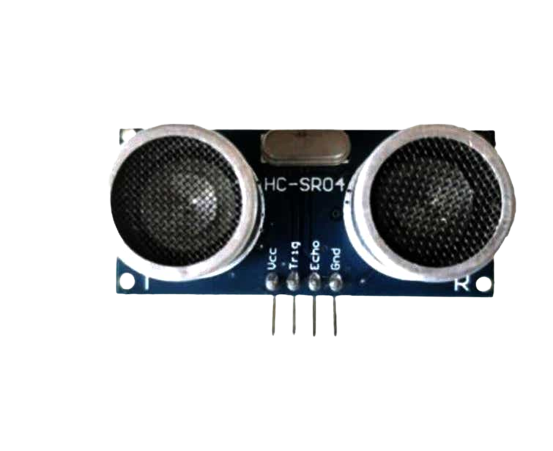 HC-SR04
Vcc
Trig
Echo
Gnd
T
R